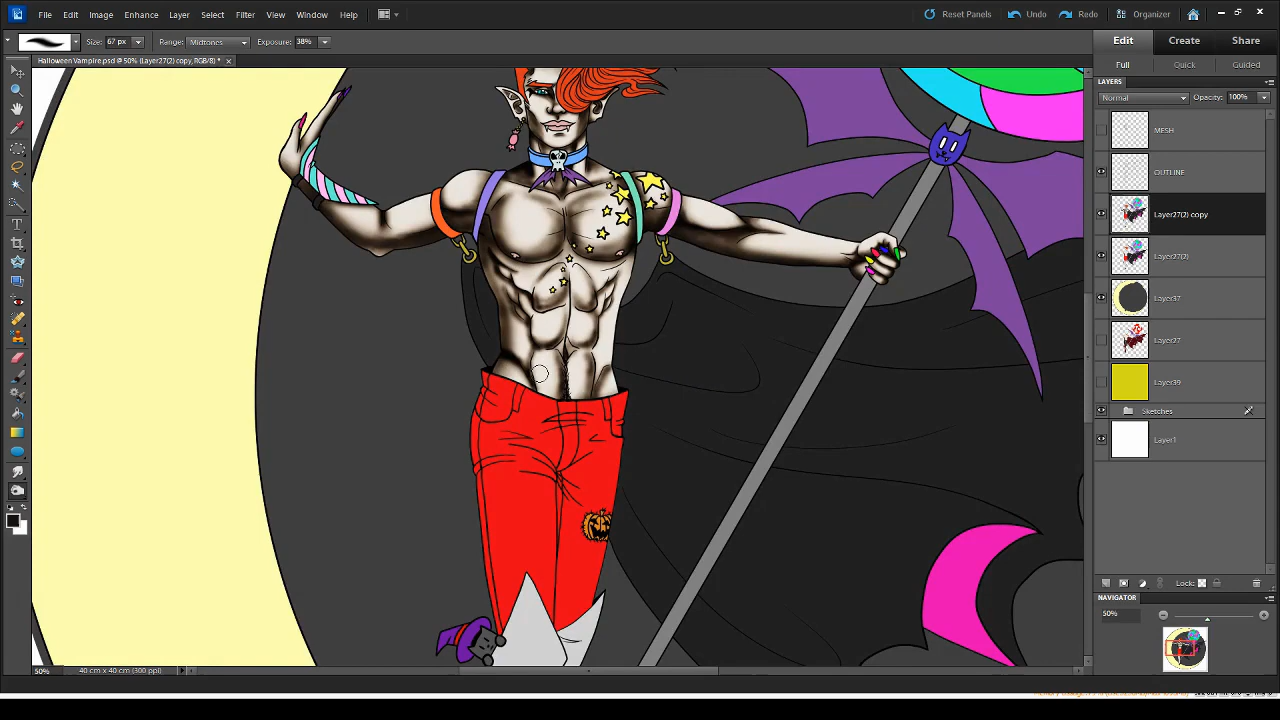 File Edit Image Enhance Layer Select Filter View Window Help Reset Panels Undo Redo Organizer
Size: 67 px Range: Midtones Exposure: 38% Edit Create Share
Halloween Vampire.psd @ 50% (Layer27(2) copy, RGB/8) * Full Quick Guided
LAYERS
Normal Opacity: 100%
MESH
OUTLINE
Layer27(2) copy
Layer27(2)
Layer37
Layer27
Layer39
Sketches
Layer1
Lock:
NAVIGATOR
50%
50% 40 cm x 40 cm (300 ppi)